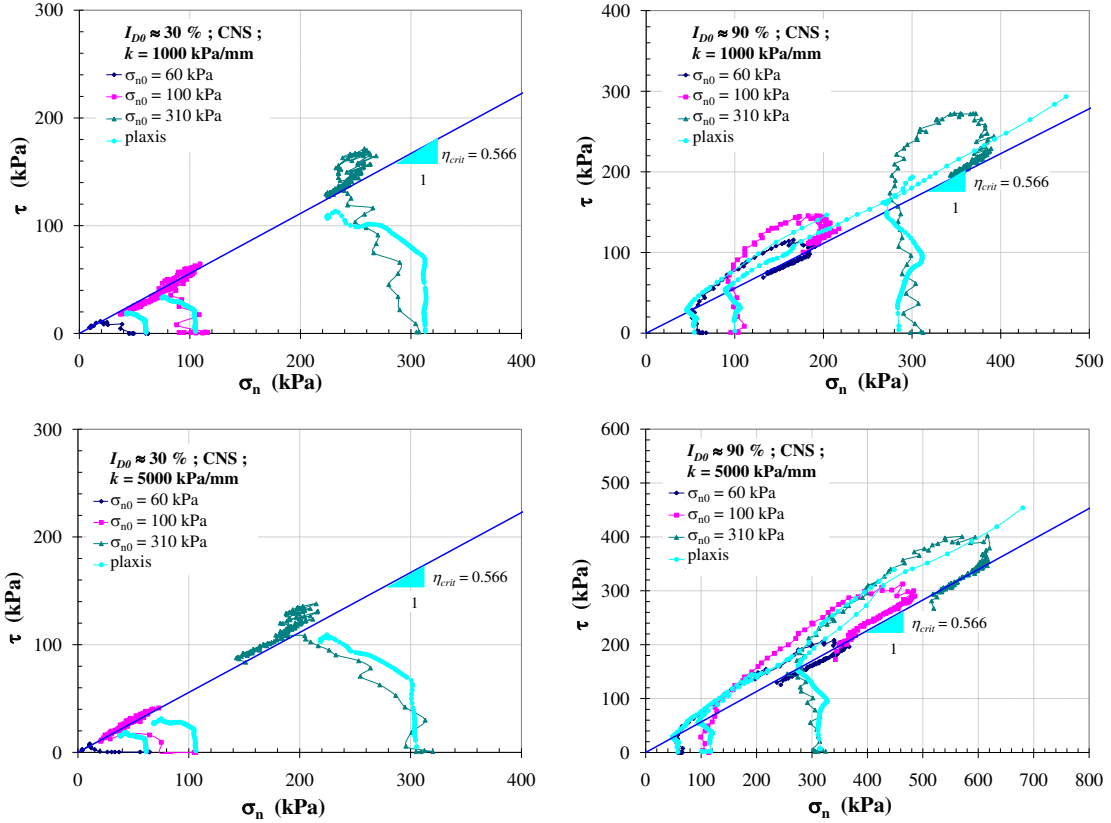 300
I_D0 ≈ 30 % ; CNS ;
k = 1000 kPa/mm
σn0 = 60 kPa
σn0 = 100 kPa
σn0 = 310 kPa
plaxis
200
100
0
τ (kPa)
ηcrit = 0.566
1
0 100 200 300 400
σn (kPa)
400
I_D0 ≈ 90 % ; CNS ;
k = 1000 kPa/mm
σn0 = 60 kPa
σn0 = 100 kPa
σn0 = 310 kPa
plaxis
300
200
100
0
τ (kPa)
ηcrit = 0.566
1
0 100 200 300 400 500
σn (kPa)
300
I_D0 ≈ 30 % ; CNS ;
k = 5000 kPa/mm
σn0 = 60 kPa
σn0 = 100 kPa
σn0 = 310 kPa
plaxis
200
100
0
τ (kPa)
ηcrit = 0.566
1
0 100 200 300 400
σn (kPa)
600
I_D0 ≈ 90 % ; CNS ;
k = 5000 kPa/mm
σn0 = 60 kPa
σn0 = 100 kPa
σn0 = 310 kPa
plaxis
500
400
300
200
100
0
τ (kPa)
ηcrit = 0.566
1
0 100 200 300 400 500 600 700 800
σn (kPa)